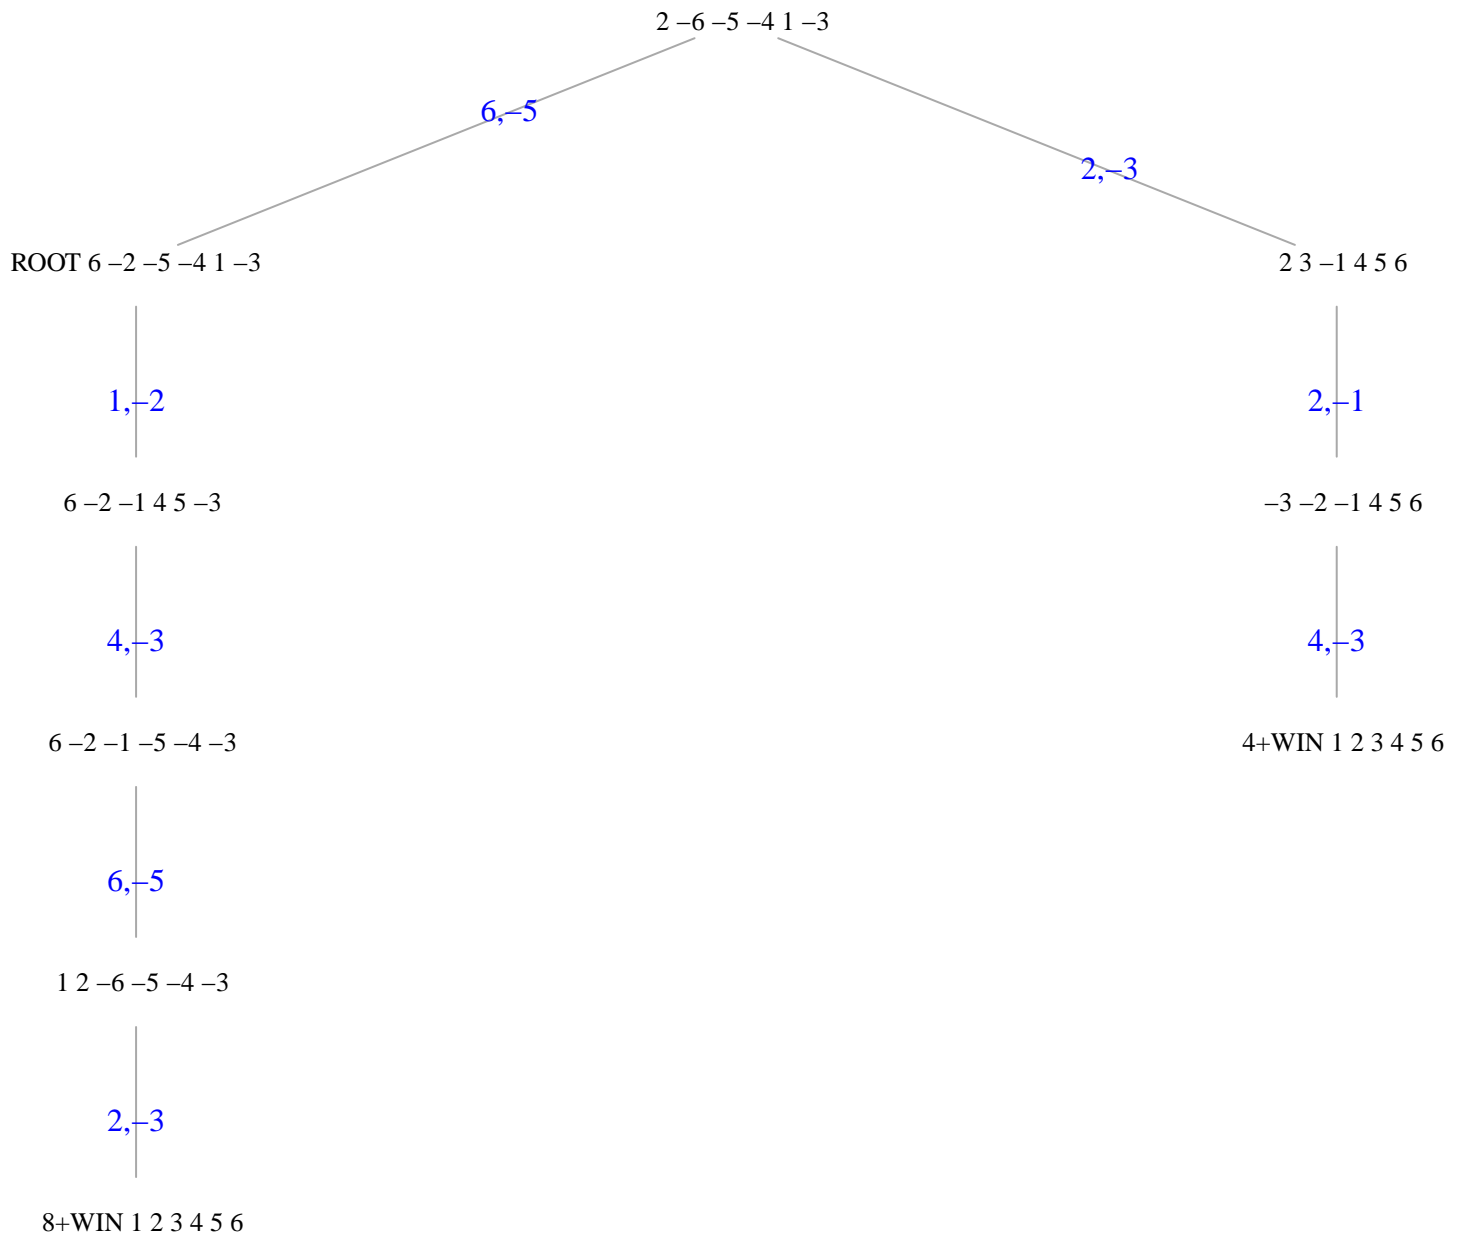 2 –6 –5 –4 1 –3
6,–5
2,–3
ROOT 6 –2 –5 –4 1 –3
2 3 –1 4 5 6
1,–2
2,–1
6 –2 –1 4 5 –3
–3 –2 –1 4 5 6
4,–3
4,–3
6 –2 –1 –5 –4 –3
4+WIN 1 2 3 4 5 6
6,–5
1 2 –6 –5 –4 –3
2,–3
8+WIN 1 2 3 4 5 6